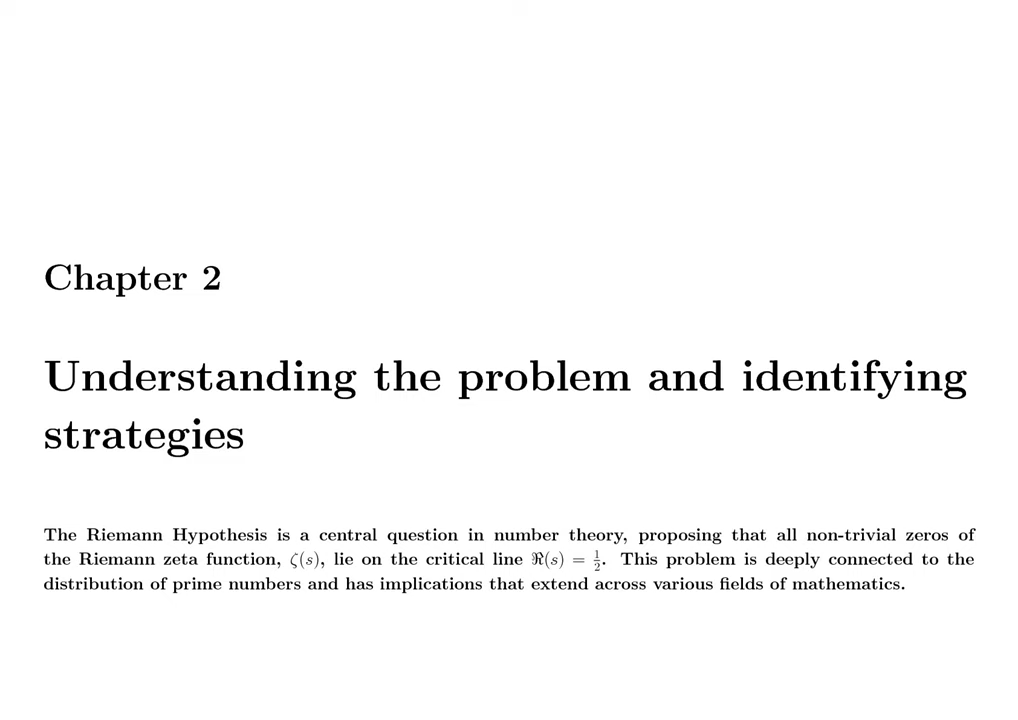 Chapter 2
Understanding the problem and identifying
strategies
The Riemann Hypothesis is a central question in number theory, proposing that all non-trivial zeros of
the Riemann zeta function, ζ(s), lie on the critical line ℜ(s) = 1/2. This problem is deeply connected to the
distribution of prime numbers and has implications that extend across various fields of mathematics.